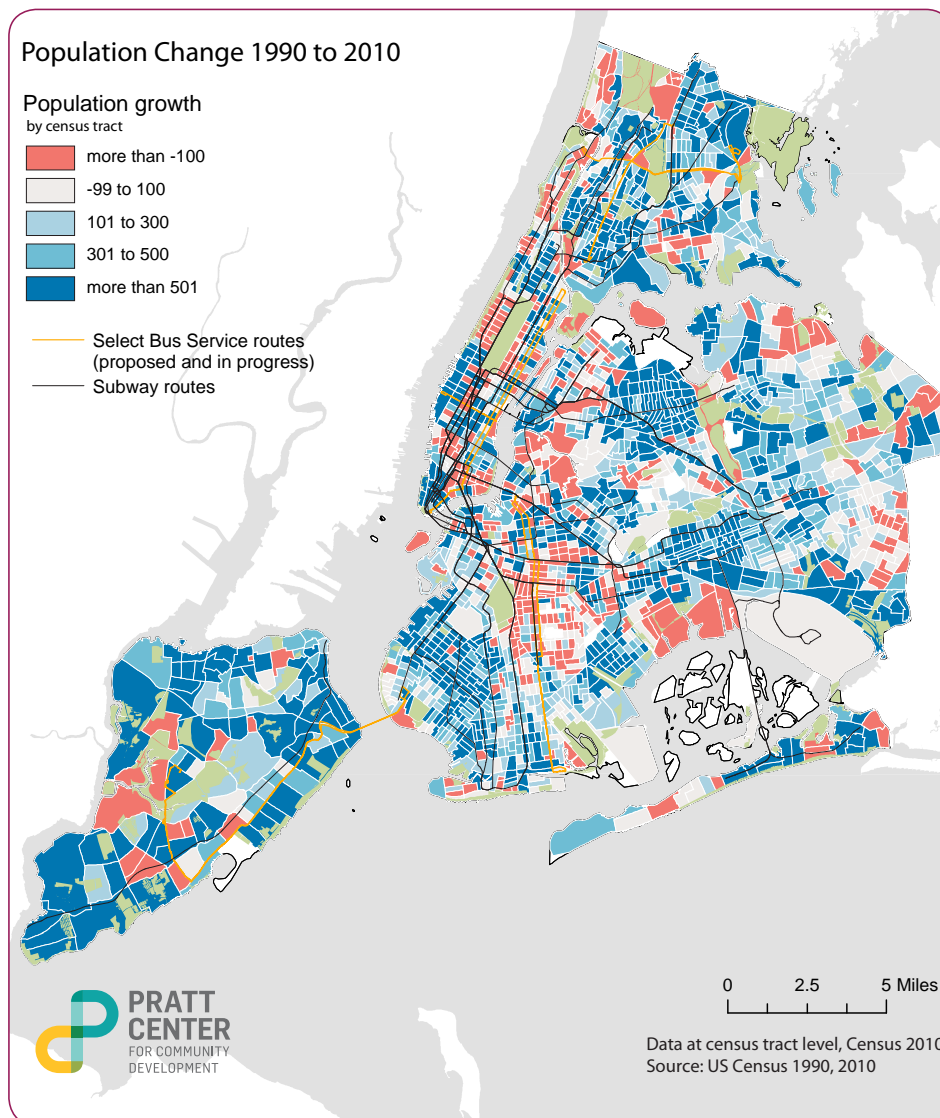 Population Change 1990 to 2010
Population growth
by census tract
more than -100
-99 to 100
101 to 300
301 to 500
more than 501
Select Bus Service routes
(proposed and in progress)
Subway routes
0 2.5 5 Miles
PRATT
CENTER
FOR COMMUNITY
DEVELOPMENT
Data at census tract level, Census 2010
Source: US Census 1990, 2010